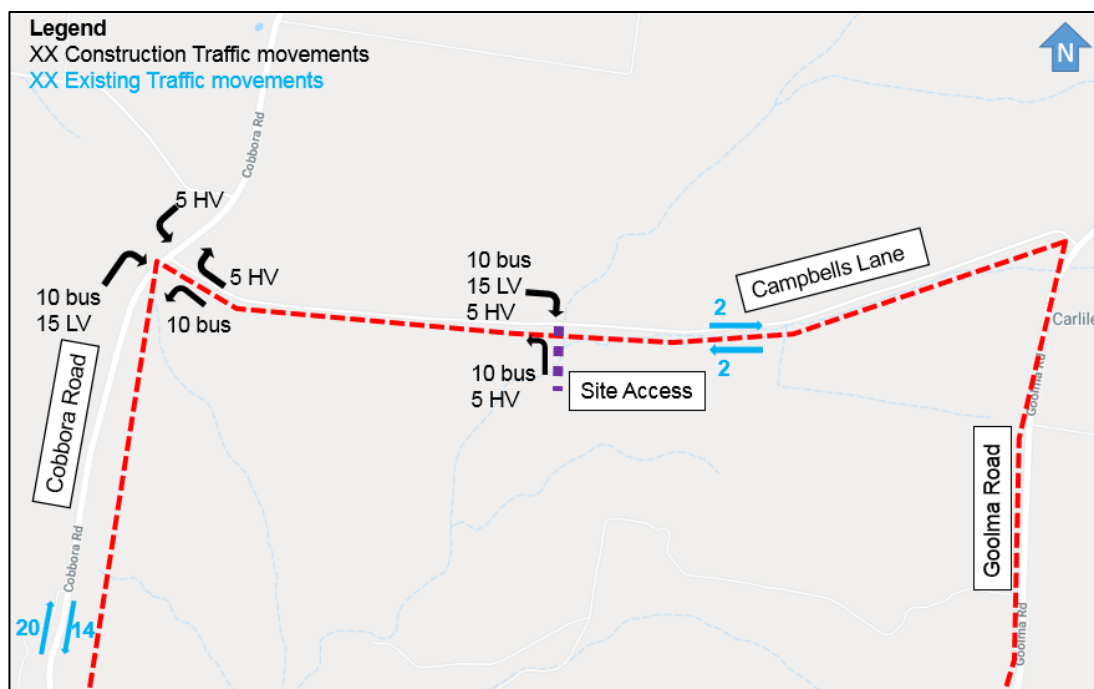 Legend
XX Construction Traffic movements
XX Existing Traffic movements
N
Cobbora Rd
5 HV
5 HV
10 bus
15 LV
10 bus
10 bus
15 LV
5 HV
10 bus
5 HV
Site Access
Campbells Lane
2
2
Carlile
Goolma Rd
Goolma Road
Goolma Rd
Cobbora Road
Cobbora Rd
20
14